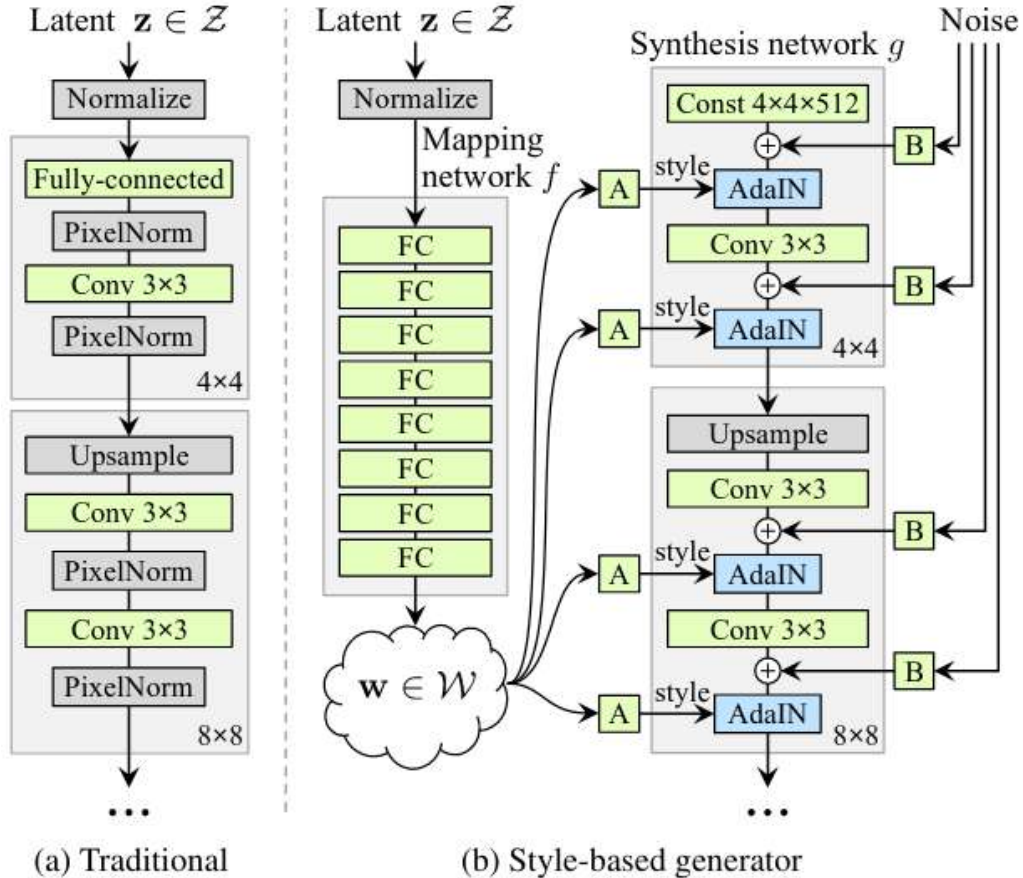 Latent z ∈ Z
Normalize
Fully-connected
PixelNorm
Conv 3×3
PixelNorm
4×4
Upsample
Conv 3×3
PixelNorm
Conv 3×3
PixelNorm
8×8
...
(a) Traditional
Latent z ∈ Z
Normalize
Mapping
network f
FC
FC
FC
FC
FC
FC
FC
FC
w ∈ W
A
style
A
style
A
style
A
style
Noise
Synthesis network g
Const 4×4×512
+
B
AdaIN
Conv 3×3
+
B
AdaIN
4×4
Upsample
Conv 3×3
+
B
AdaIN
Conv 3×3
+
B
AdaIN
8×8
...
(b) Style-based generator